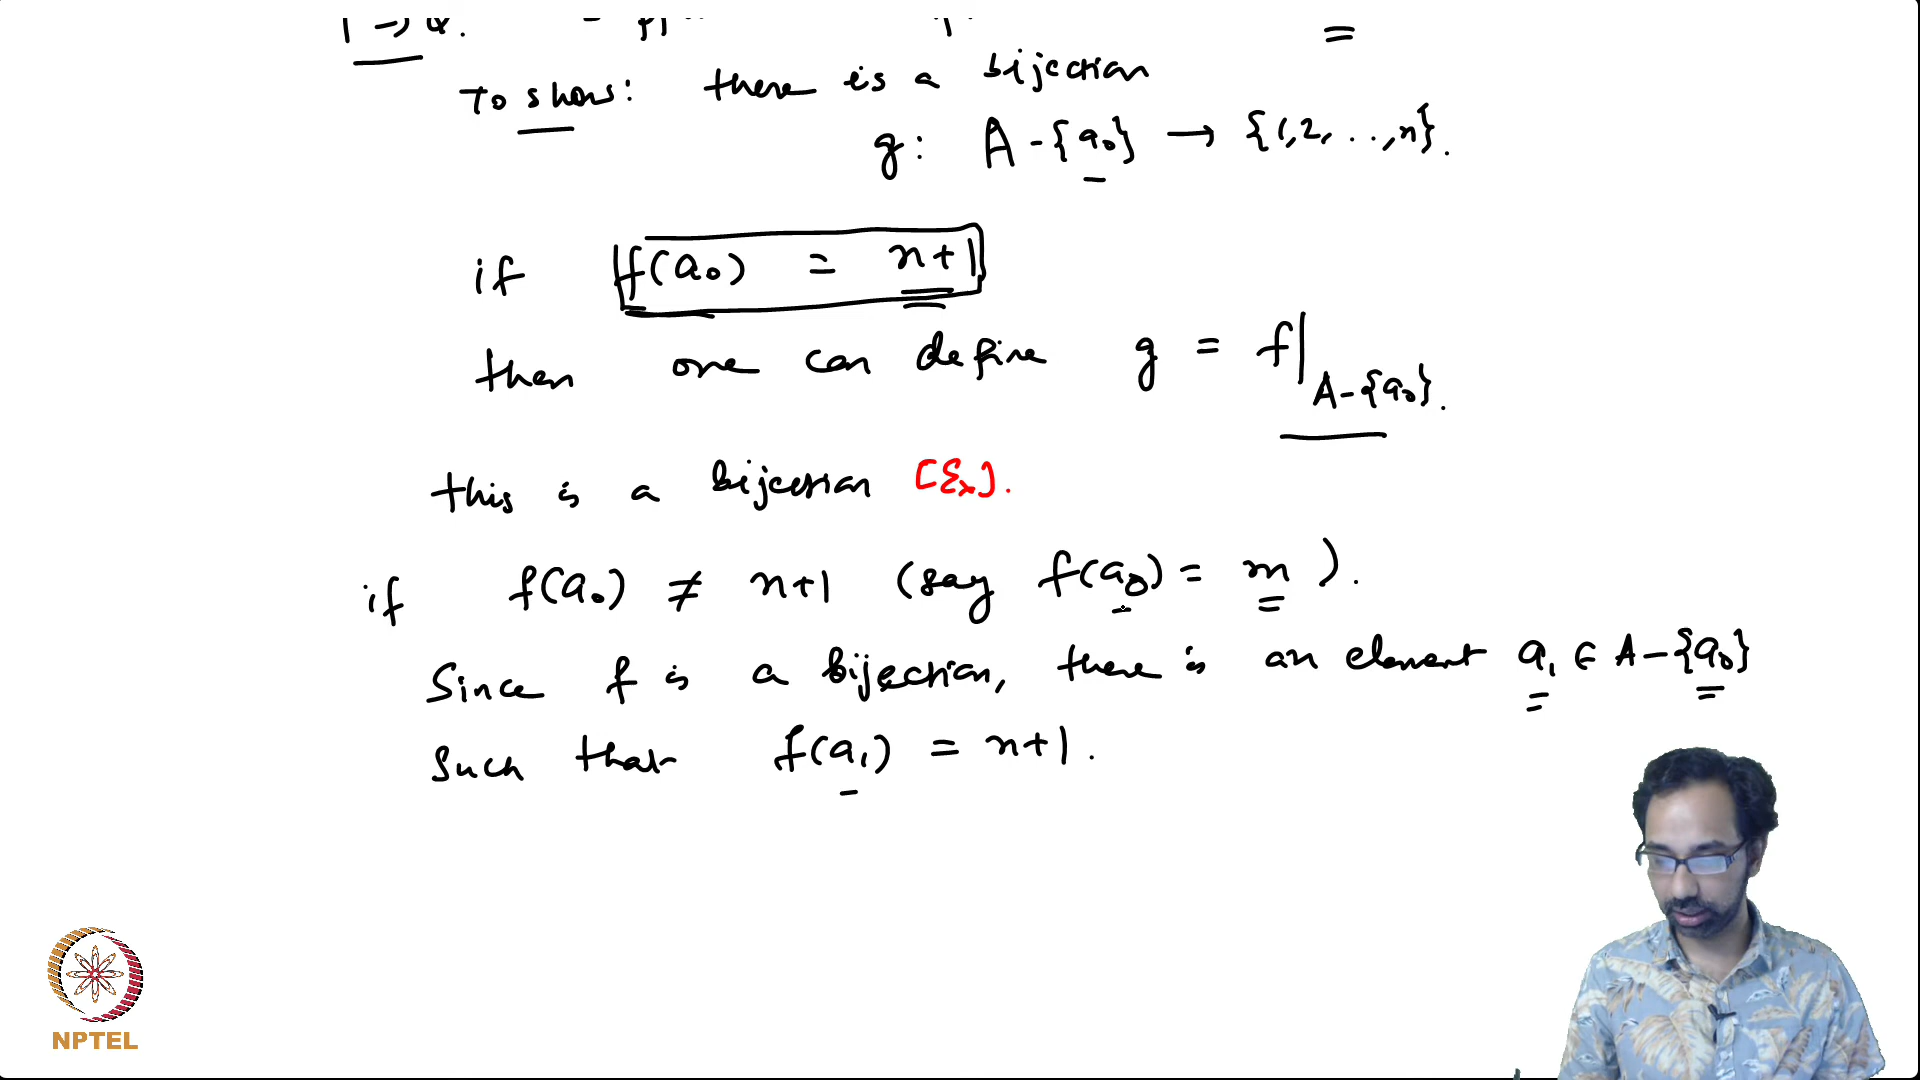 To show: there is a bijection
g: A-{a₀} → {1,2,...,n}.
if f(a₀) = n+1
then one can define g = f|A-{a₀}.
this is a bijection [Ex].
if f(a₀) ≠ n+1 (say f(a₀) = m).
Since f is a bijection, there is an element a₁ ∈ A-{a₀}
such that f(a₁) = n+1.
NPTEL